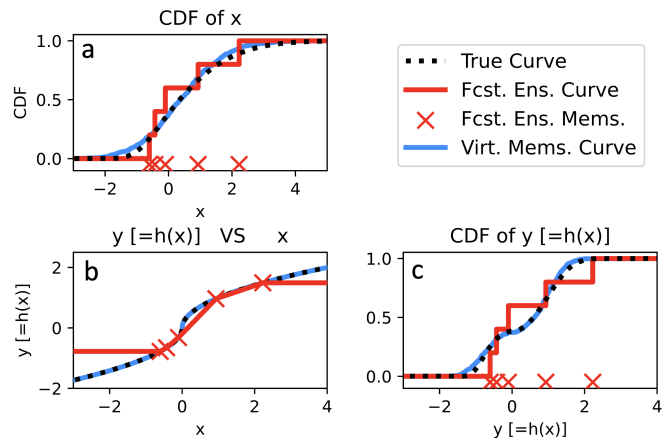 CDF of x
a
1.0
0.5
0.0
CDF
−2
0
2
4
x
True Curve
Fcst. Ens. Curve
Fcst. Ens. Mems.
Virt. Mems. Curve
y [=h(x)] VS x
b
2
0
−2
y [=h(x)]
−2
0
2
4
x
CDF of y [=h(x)]
c
1.0
0.5
0.0
−2
0
2
4
y [=h(x)]